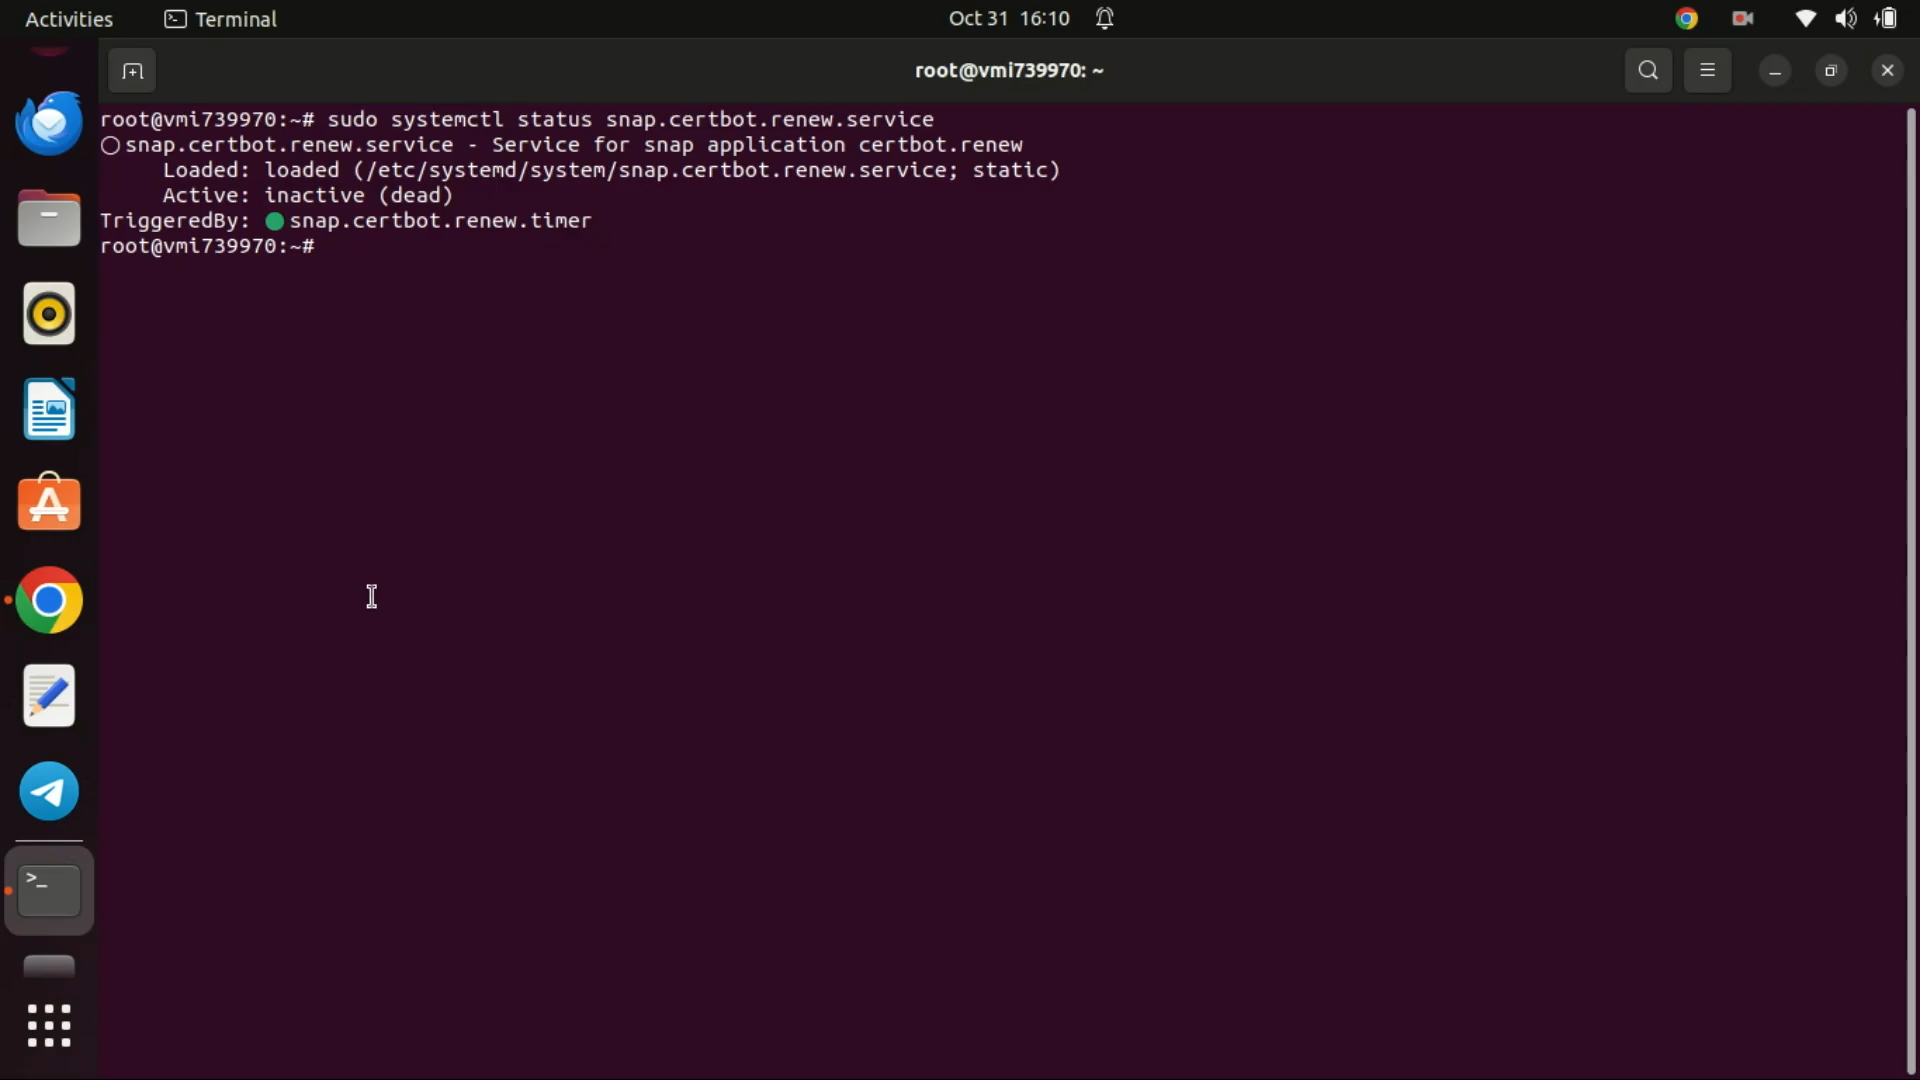 Activities
Terminal
Oct 31 16:10
root@vmi739970: ~
root@vmi739970:~# sudo systemctl status snap.certbot.renew.service
○ snap.certbot.renew.service - Service for snap application certbot.renew
Loaded: loaded (/etc/systemd/system/snap.certbot.renew.service; static)
Active: inactive (dead)
TriggeredBy: ● snap.certbot.renew.timer
root@vmi739970:~#